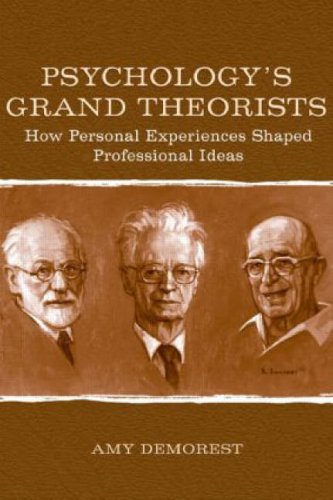 PSYCHOLOGY'S
GRAND THEORISTS
How Personal Experiences Shaped
Professional Ideas
AMY DEMOREST